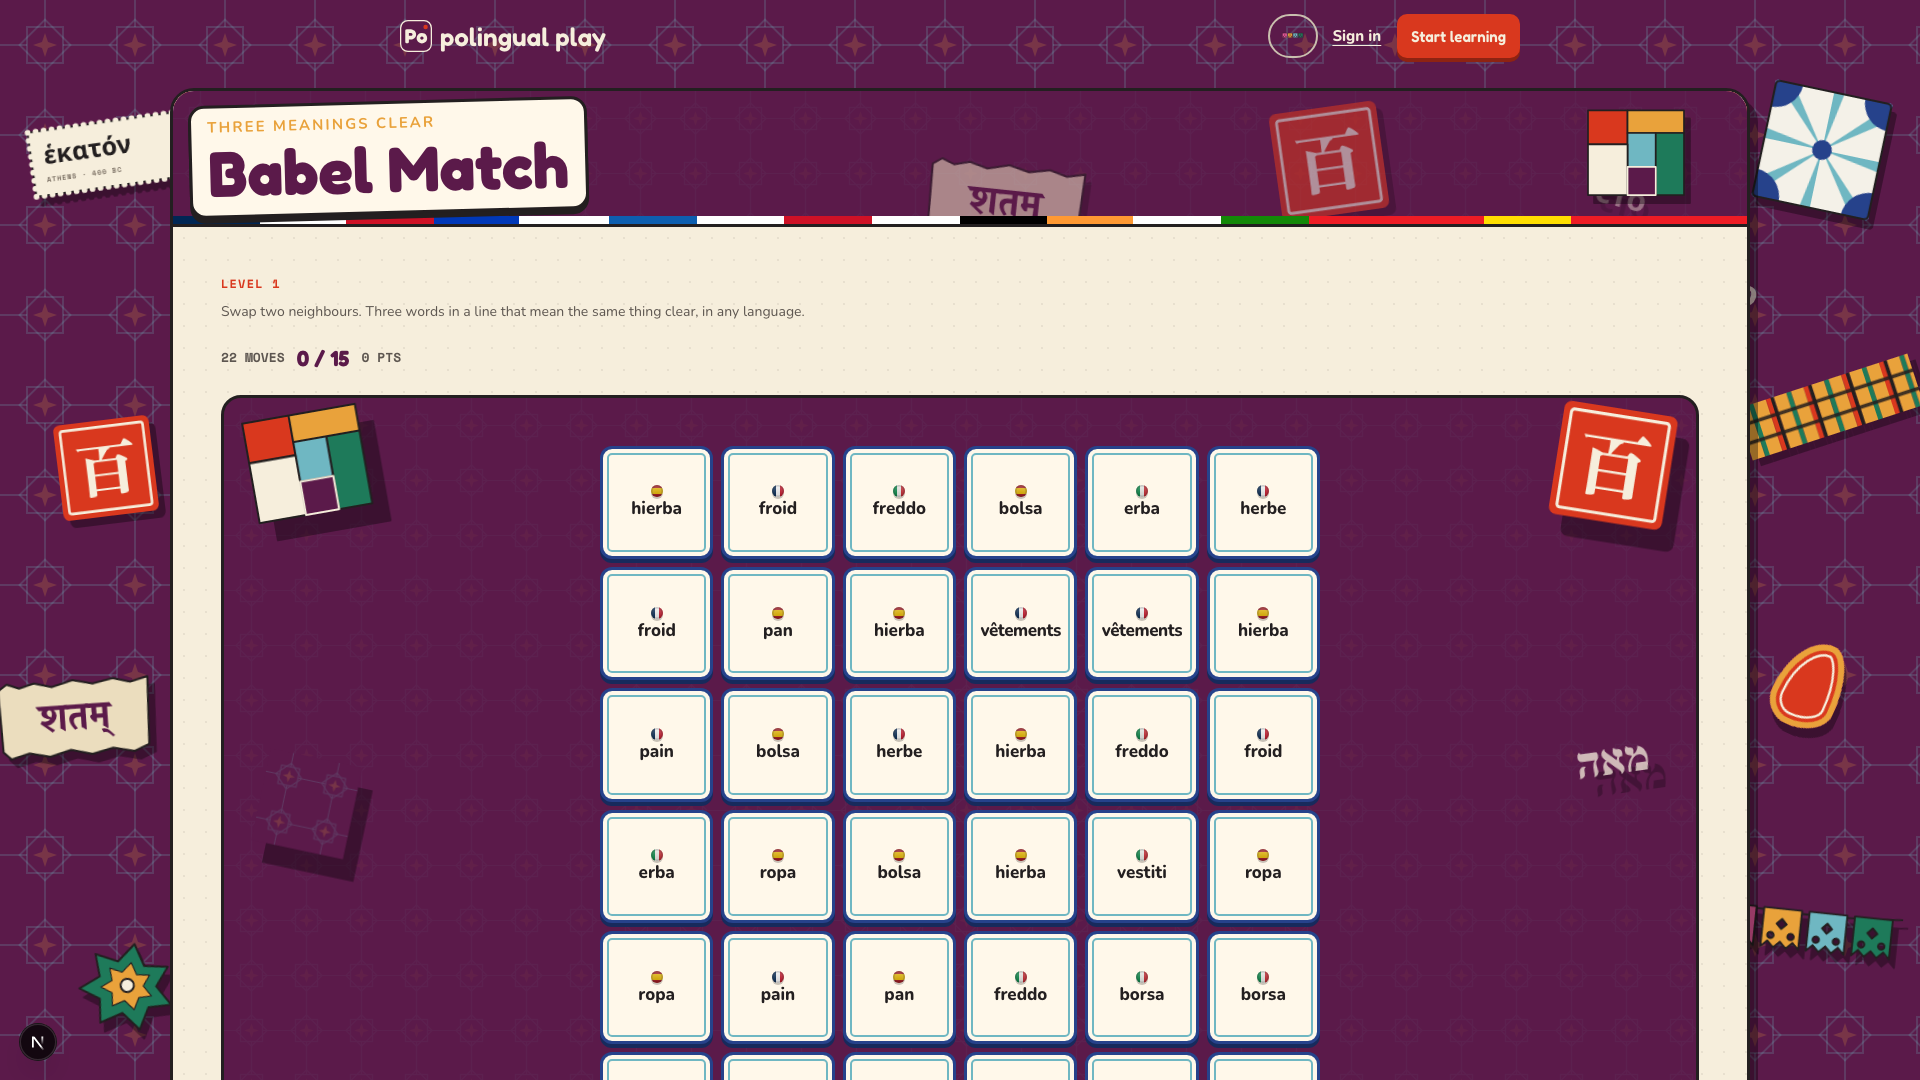 Po polingual play
Sign in
Start learning
ἑκατόν
ATHENS · 400 BC
THREE MEANINGS CLEAR
Babel Match
शतम्
百
LEVEL 1
Swap two neighbours. Three words in a line that mean the same thing clear, in any language.
22 MOVES 0 / 15 0 PTS
百
百
hierba froid freddo bolsa erba herbe
froid pan hierba vêtements vêtements hierba
शतम्
pain bolsa herbe hierba freddo froid
מאה
erba ropa bolsa hierba vestiti ropa
ropa pain pan freddo borsa borsa
N